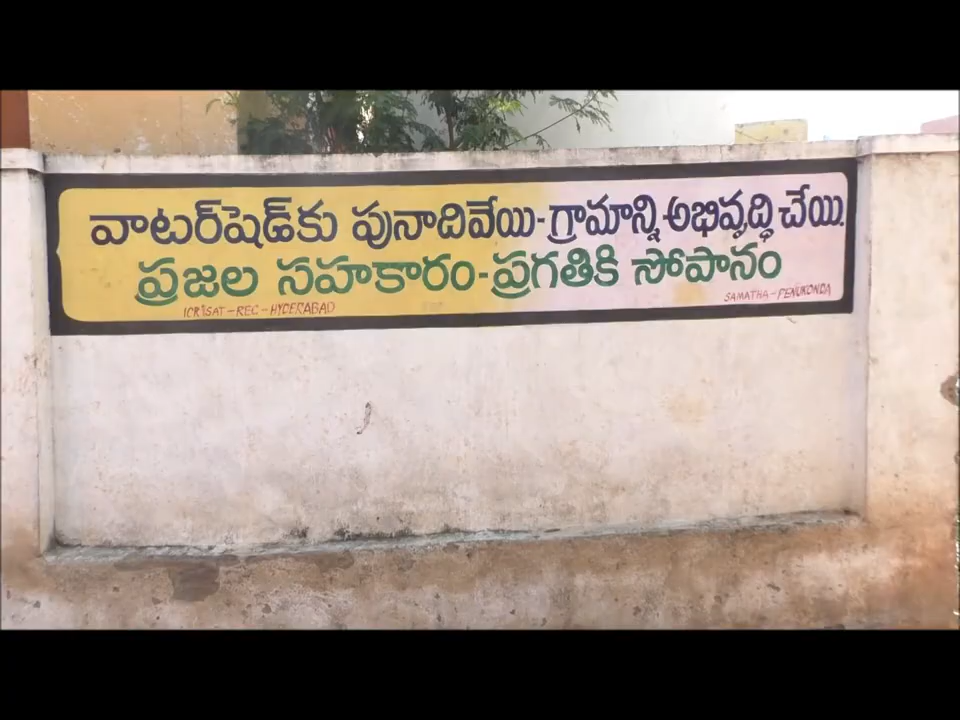 వాటర్‌షెడ్‌కు పునాదివేయి-గ్రామాన్ని అభివృద్ధి చేయి.
ప్రజల సహకారం-ప్రగతికి సోపానం
ICRISAT-REC-HYDERABAD
SAMATHA-PENUKONDA